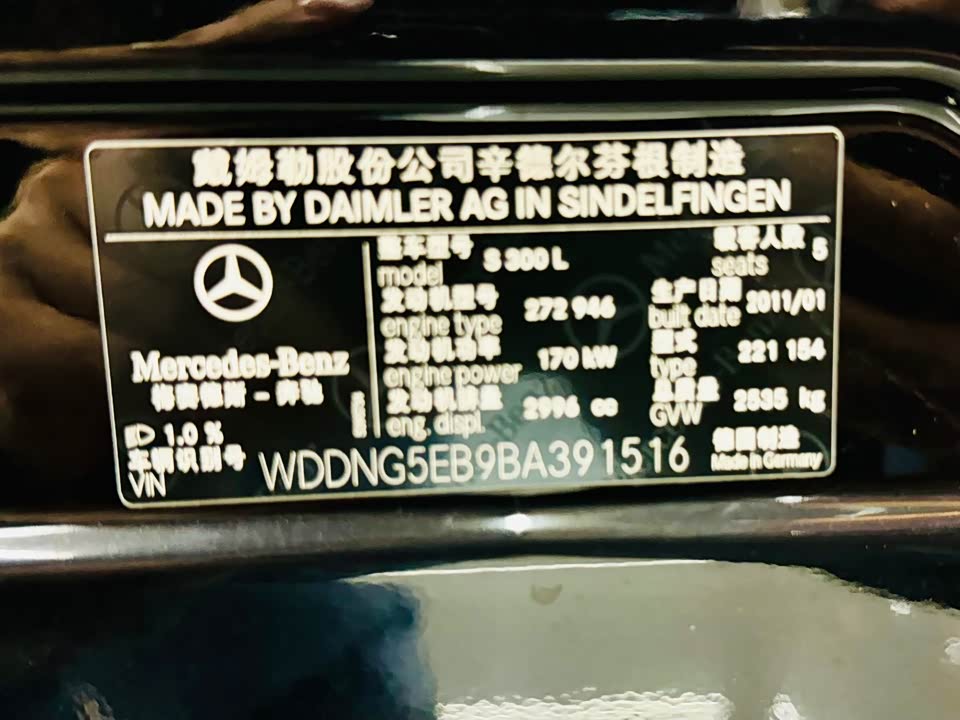 戴姆勒股份公司辛德尔芬根制造
MADE BY DAIMLER AG IN SINDELFINGEN
整车型号 S 300 L 乘客人数 5
model seats
发动机型号 272 946 生产日期 2011/01
engine type built date
发动机功率 170 kW 型式 221 154
engine power type
发动机排量 2996 cc 总质量 2535 kg
eng. displ. GVW
Mercedes-Benz
梅赛德斯－奔驰
1.0 %
车辆识别号 WDDNG5EB9BA391516 德国制造
VIN Made in Germany